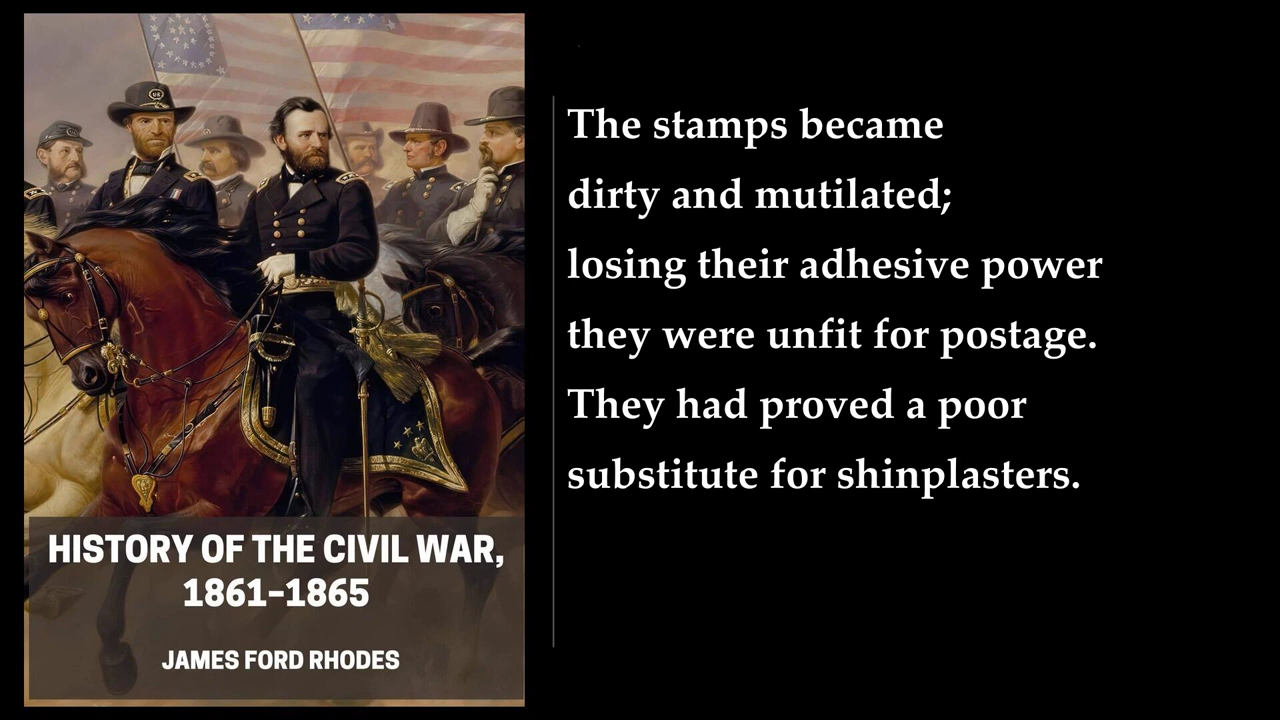 The stamps became
dirty and mutilated;
losing their adhesive power
they were unfit for postage.
They had proved a poor
substitute for shinplasters.
HISTORY OF THE CIVIL WAR,
1861–1865
JAMES FORD RHODES